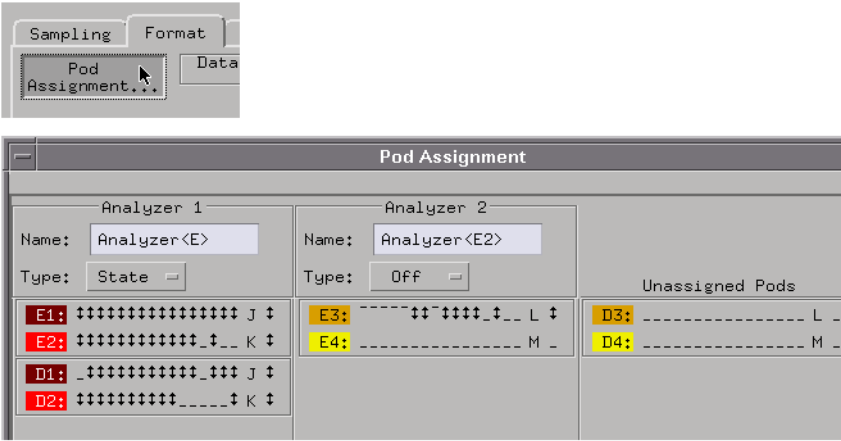 Sampling Format
Pod
Assignment...
Data
Pod Assignment
Analyzer 1
Name: Analyzer<E>
Type: State
E1: J
E2: K
D1: J
D2: K
Analyzer 2
Name: Analyzer<E2>
Type: Off
E3: L
E4: M
Unassigned Pods
D3: L
D4: M